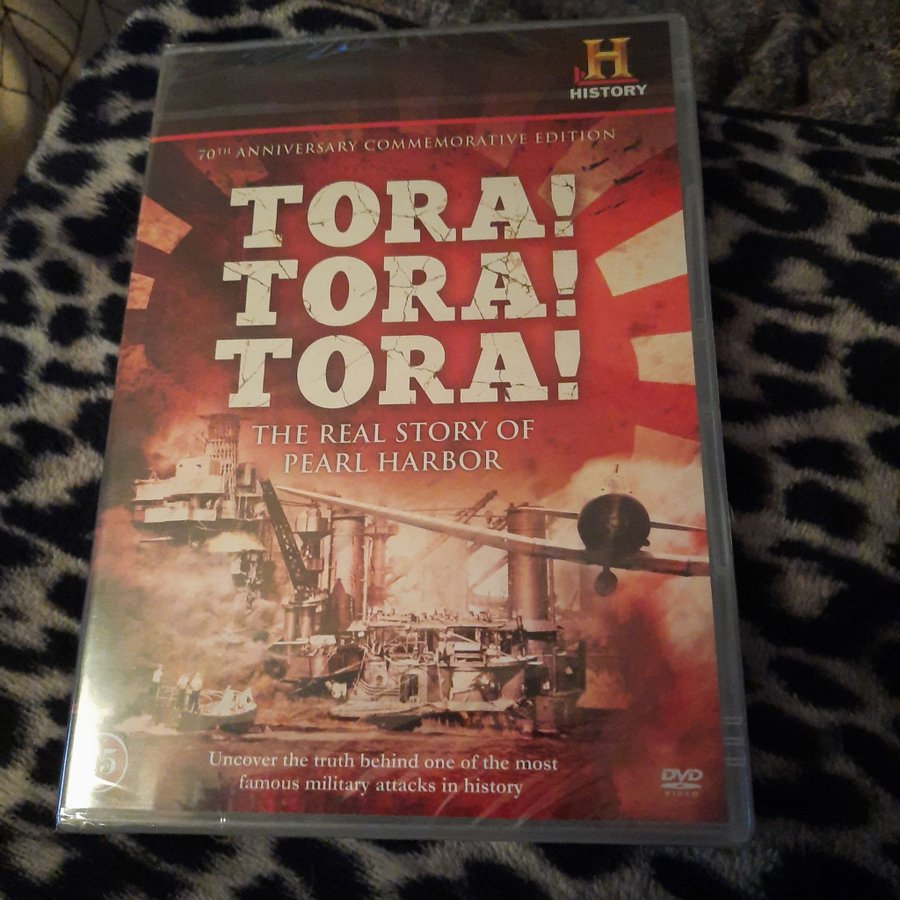 H
HISTORY
70TH ANNIVERSARY COMMEMORATIVE EDITION
TORA!
TORA!
TORA!
THE REAL STORY OF
PEARL HARBOR
Uncover the truth behind one of the most
famous military attacks in history
DVD
VIDEO